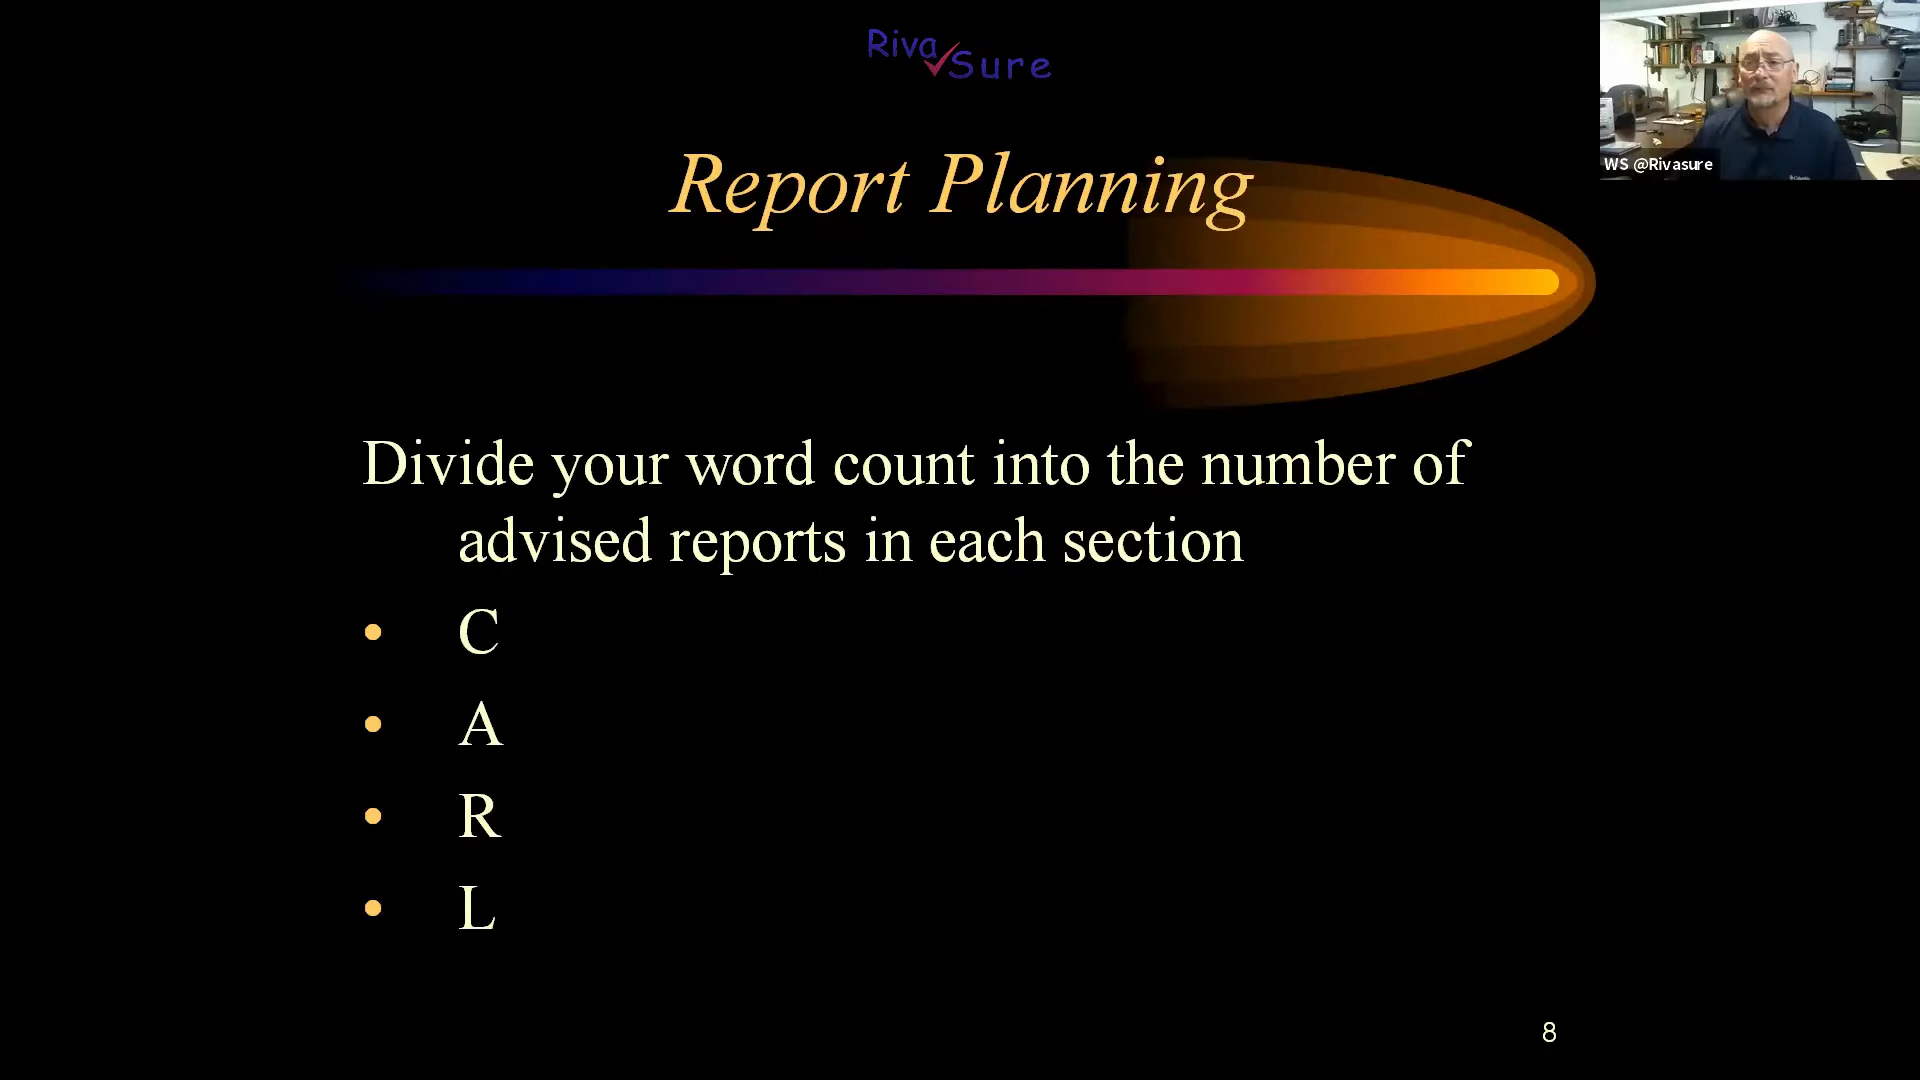 Riva Sure
WS @Rivasure
Report Planning
Divide your word count into the number of
advised reports in each section
• C
• A
• R
• L
8